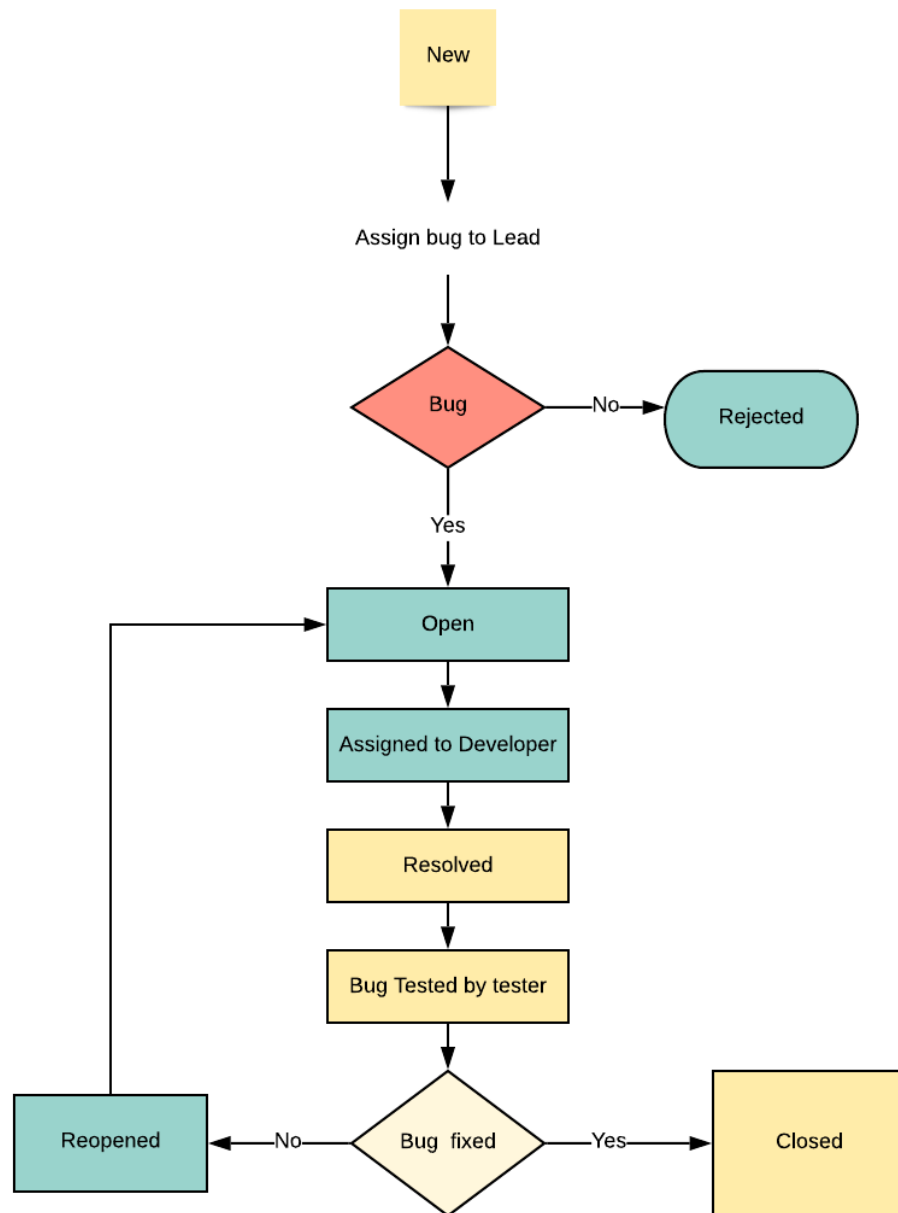 New
Assign bug to Lead
Bug
No
Rejected
Yes
Open
Assigned to Developer
Resolved
Bug Tested by tester
Reopened
No
Bug fixed
Yes
Closed